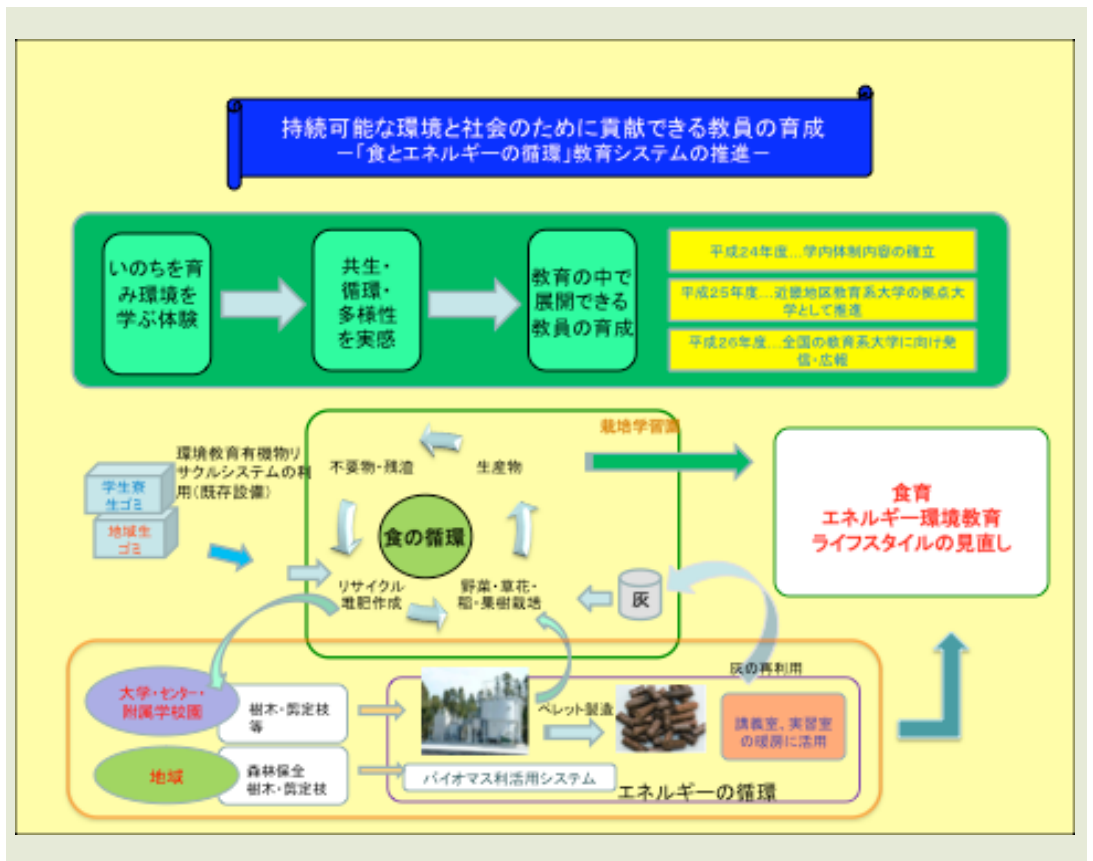 持続可能な環境と社会のために貢献できる教員の育成
－「食とエネルギーの循環」教育システムの推進－
いのちを育
み環境を
学ぶ体験
共生・
循環・
多様性
を実感
教育の中で
展開できる
教員の育成
平成24年度…学内体制内容の確立
平成25年度…近畿地区教育系大学の拠点大
学として推進
平成26年度…全国の教育系大学に向け発
信・広報
栽培学習園
環境教育有機物リ
サクルシステムの利
用(既存設備)
学生寮
生ゴミ
地域生
ゴミ
不要物・残渣
生産物
食の循環
リサイクル
堆肥作成
野菜・草花・
稲・果樹栽培
灰
食育
エネルギー環境教育
ライフスタイルの見直し
灰の再利用
大学・センター・
附属学校園
樹木・剪定枝
等
ペレット製造
講義室、実習室
の暖房に活用
地域
森林保全
樹木・剪定枝
バイオマス利活用システム
エネルギーの循環